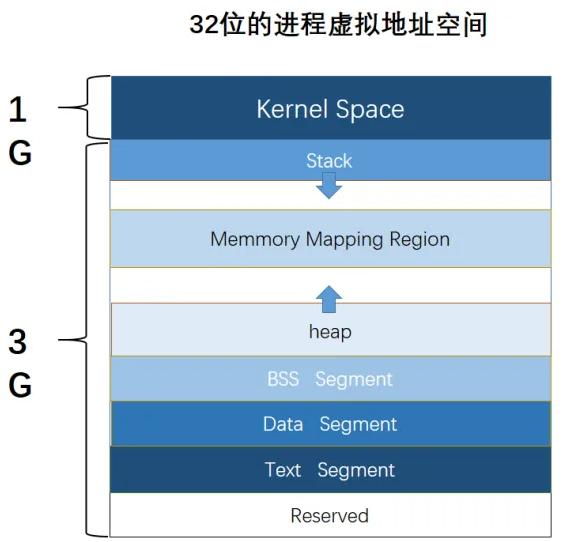 32位的进程虚拟地址空间
1
G
Kernel Space
Stack
Memmory Mapping Region
3
G
heap
BSS Segment
Data Segment
Text Segment
Reserved